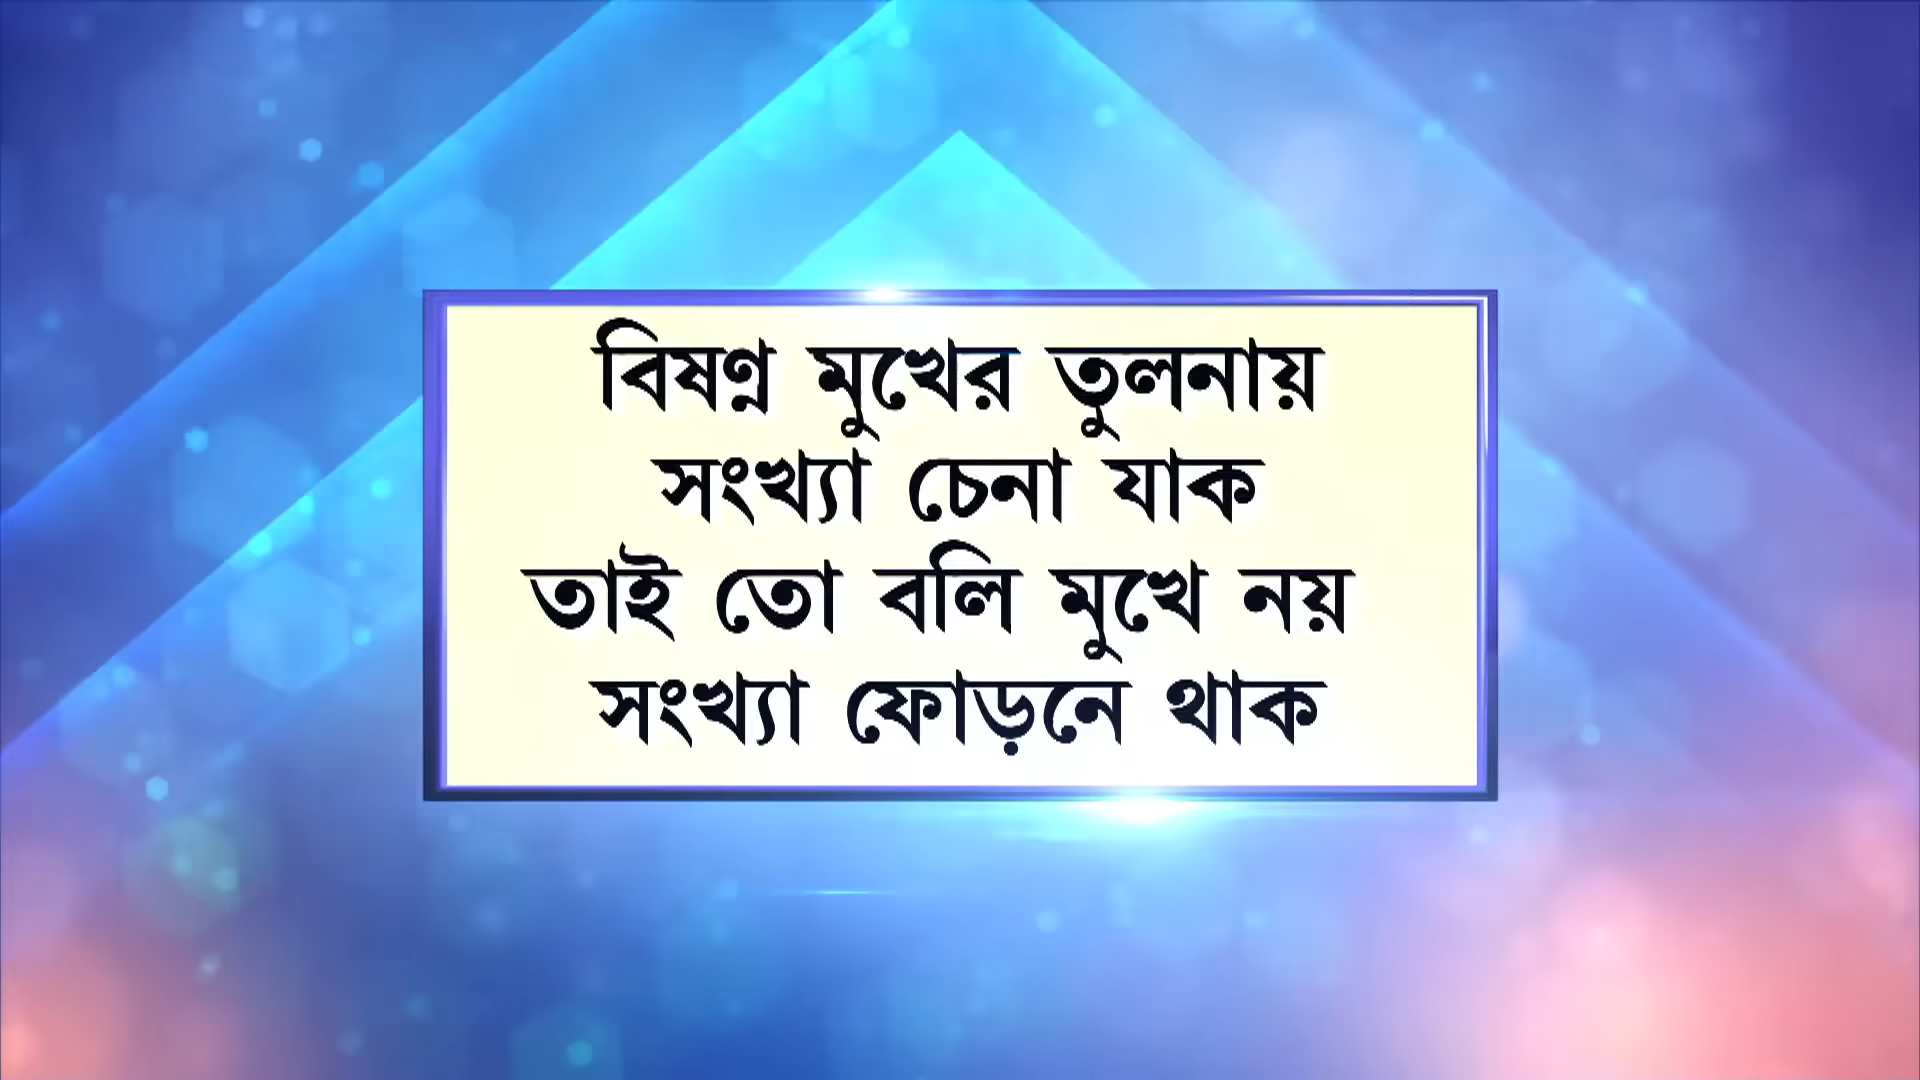 বিষণ্ন মুখের তুলনায়
সংখ্যা চেনা যাক
তাই তো বলি মুখে নয়
সংখ্যা ফোড়নে থাক